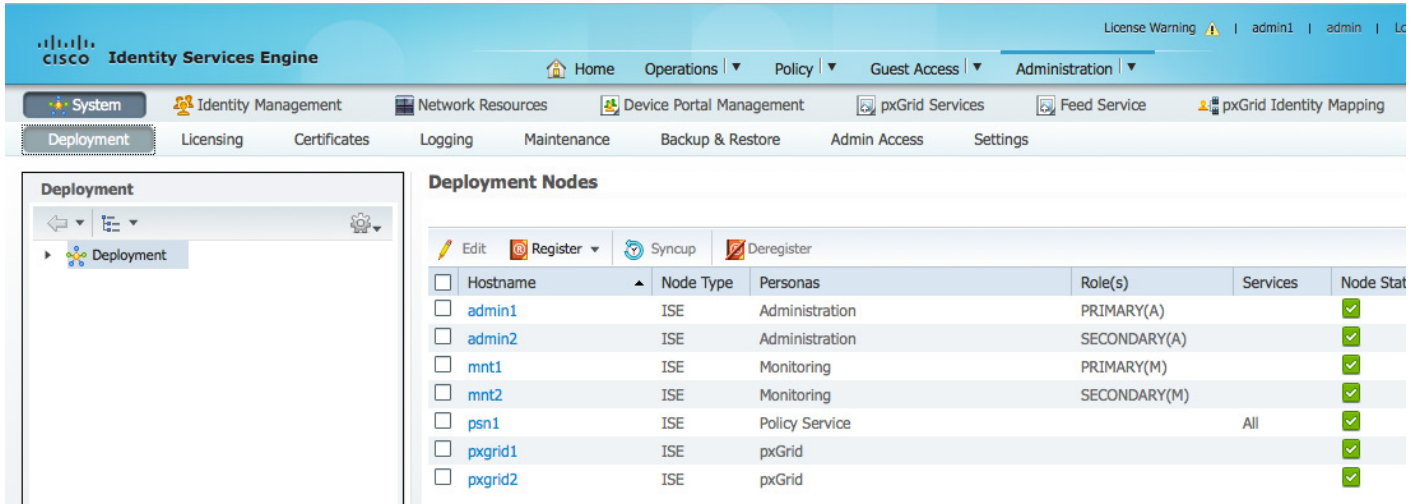 License Warning | admin1 | admin | Lo
cisco Identity Services Engine
Home Operations | Policy | Guest Access | Administration |
System Identity Management Network Resources Device Portal Management pxGrid Services Feed Service pxGrid Identity Mapping
Deployment Licensing Certificates Logging Maintenance Backup & Restore Admin Access Settings
Deployment
Deployment
Deployment Nodes
Edit Register Syncup Deregister
Hostname Node Type Personas Role(s) Services Node Stat
admin1 ISE Administration PRIMARY(A)
admin2 ISE Administration SECONDARY(A)
mnt1 ISE Monitoring PRIMARY(M)
mnt2 ISE Monitoring SECONDARY(M)
psn1 ISE Policy Service All
pxgrid1 ISE pxGrid
pxgrid2 ISE pxGrid